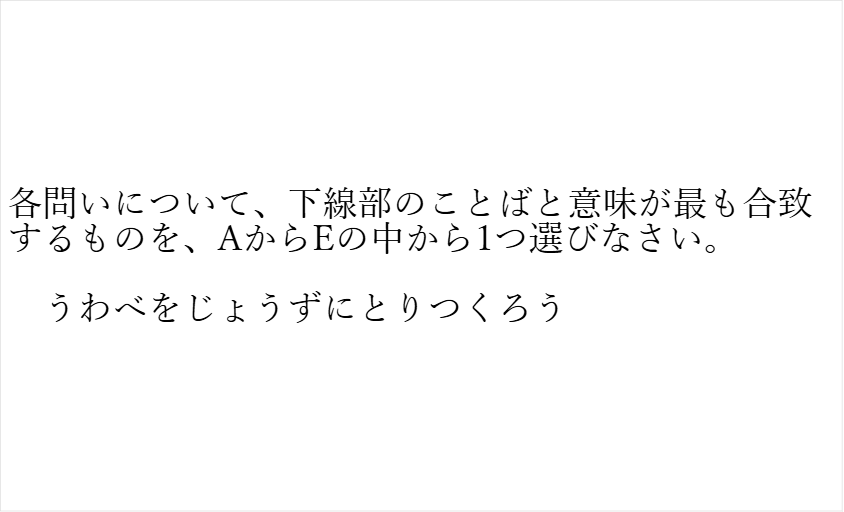 各問いについて、下線部のことばと意味が最も合致
するものを、AからEの中から1つ選びなさい。
うわべをじょうずにとりつくろう